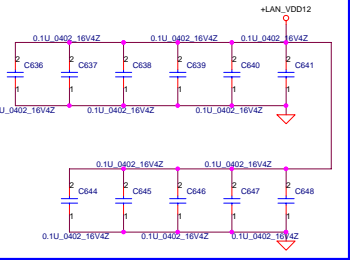 +LAN_VDD12
0.1U_0402_16V4Z 0.1U_0402_16V4Z 0.1U_0402_16V4Z
2 2 2 2 2 2
C636 C637 C638 C639 C640 C641
1 1 1 1 1 1
0.1U_0402_16V4Z 0.1U_0402_16V4Z
0.1U_0402_16V4Z 0.1U_0402_16V4Z
2 2 2 2 2
C644 C645 C646 C647 C648
1 1 1 1 1
0.1U_0402_16V4Z 0.1U_0402_16V4Z 0.1U_0402_16V4Z